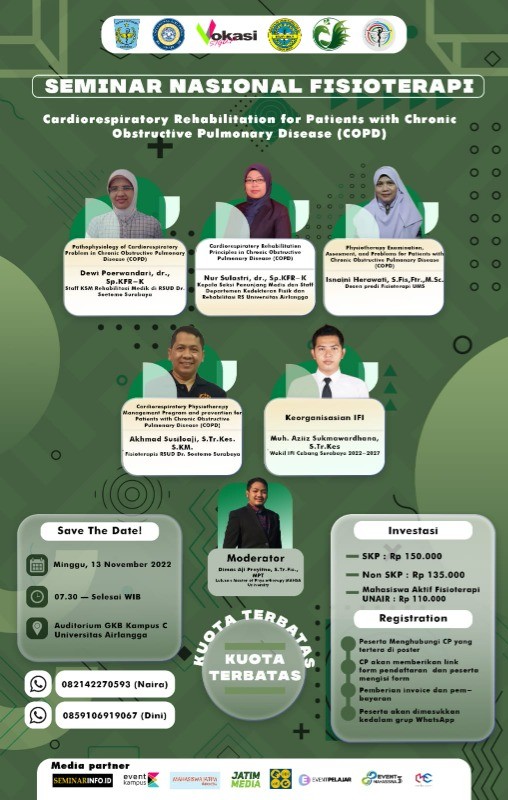 Vokasi
SEMINAR NASIONAL FISIOTERAPI
Cardiorespiratory Rehabilitation for Patients with Chronic
Obstructive Pulmonary Disease (COPD)
Pathophysiology of Cardiorespiratory
Problem in Chronic Obstructive Pulmonary
Disease (COPD)
Dewi Poerwandari, dr.,
Sp.KFR-K
Staff KSM Rehabilitasi Medik di RSUD Dr.
Soetomo Surabaya
Cardiorespiratory Rehabilitation
Principles in Chronic Obstructive
Pulmonary Disease (COPD)
Nur Sulastri, dr., Sp.KFR-K
Kepala Seksi Penunjang Medis dan Staff
Departemen Kedokteran Fisik dan
Rehabilitasi RS Universitas Airlangga
Physiotherapy Examination,
Assessment, and Problems for Patients with
Chronic Obstructive Pulmonary Disease
(COPD)
Isnaini Herawati, S.Fis,Ftr.,M.Sc.
Dosen prodi Fisioterapi UMS
Cardiorespiratory Physiotherapy
Management Program and prevention for
Patients with Chronic Obstructive
Pulmonary Disease (COPD)
Akhmad Susiloaji, S.Tr.Kes.
S.KM.
Fisioterapis RSUD Dr. Soetomo Surabaya
Keorganisasian IFI
Muh. Aziiz Sukmawardhana,
S.Tr.Kes
Wakil IFI Cabang Surabaya 2022-2027
Moderator
Dimas Aji Prayitno, S.Tr.Fis.,
MPT
University
Save The Date!
Minggu, 13 November 2022
07.30 — Selesai WIB
Auditorium GKB Kampus C
Universitas Airlangga
082142270593 (Naira)
0859106919067 (Dini)
KUOTA TERBATAS
KUOTA
TERBATAS
Investasi
SKP : Rp 150.000
Non SKP : Rp 135.000
Mahasiswa Aktif Fisioterapi
UNAIR : Rp 110.000
Registration
Peserta Menghubungi CP yang
tertera di poster
CP akan memberikan link
form pendaftaran dan peserta
mengisi form
Pemberian invoice dan pem-
bayaran
Peserta akan dimasukkan
kedalam grup WhatsApp
Media partner
SEMINARINFO.ID
event
kampus
JATIM
MEDIA
EVENTPELAJAR
EVENT